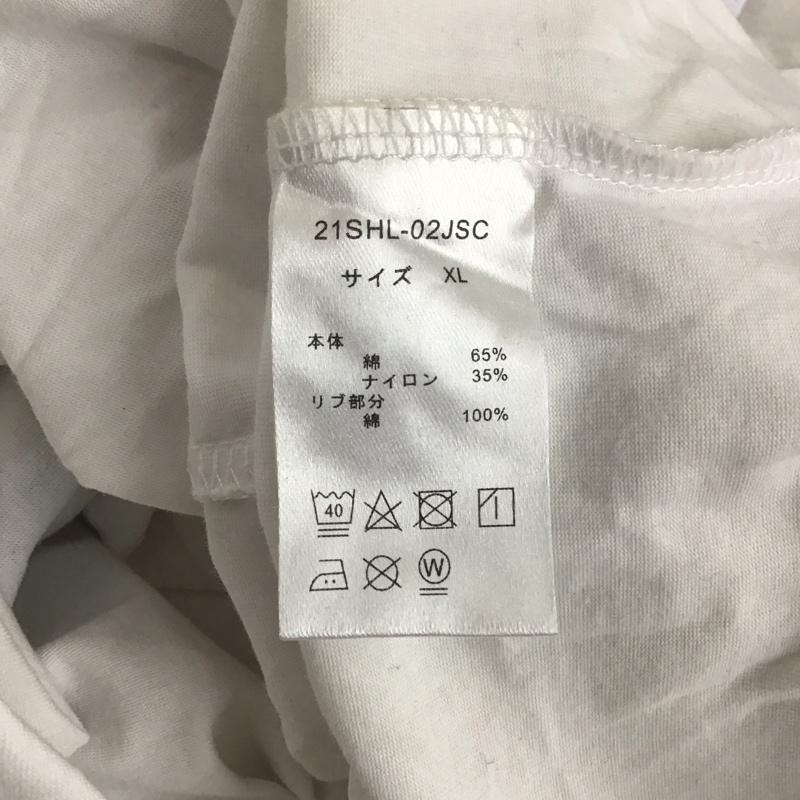 21SHL-02JSC
サイズ XL
本体
綿 65%
ナイロン 35%
リブ部分
綿 100%
40
W